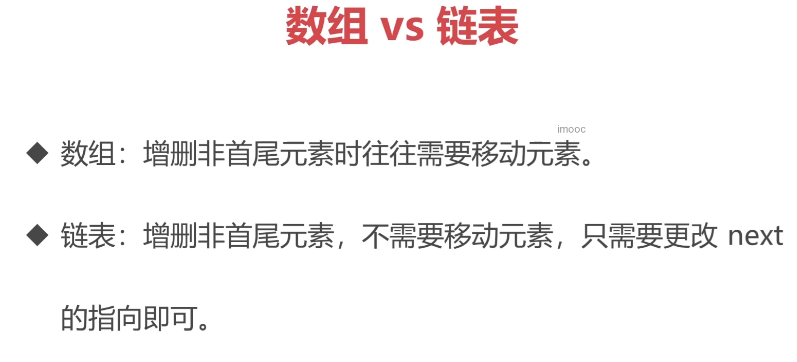 数组 vs 链表
imooc
◆ 数组：增删非首尾元素时往往需要移动元素。
◆ 链表：增删非首尾元素，不需要移动元素，只需要更改 next
的指向即可。